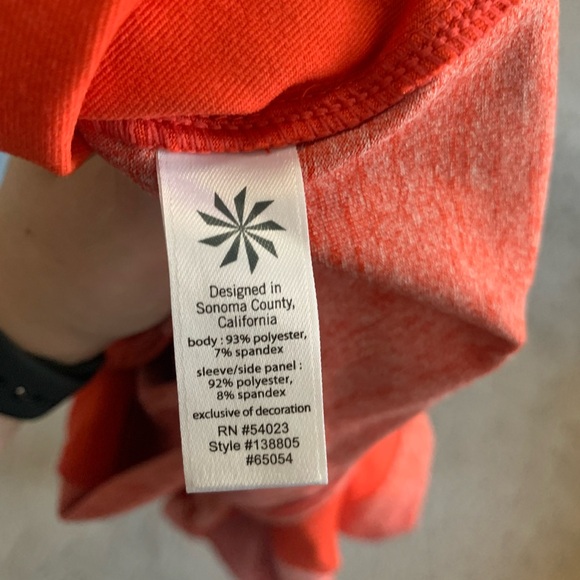 Designed in
Sonoma County,
California
body : 93% polyester,
7% spandex
sleeve/side panel :
92% polyester,
8% spandex
exclusive of decoration
RN #54023
Style #138805
#65054